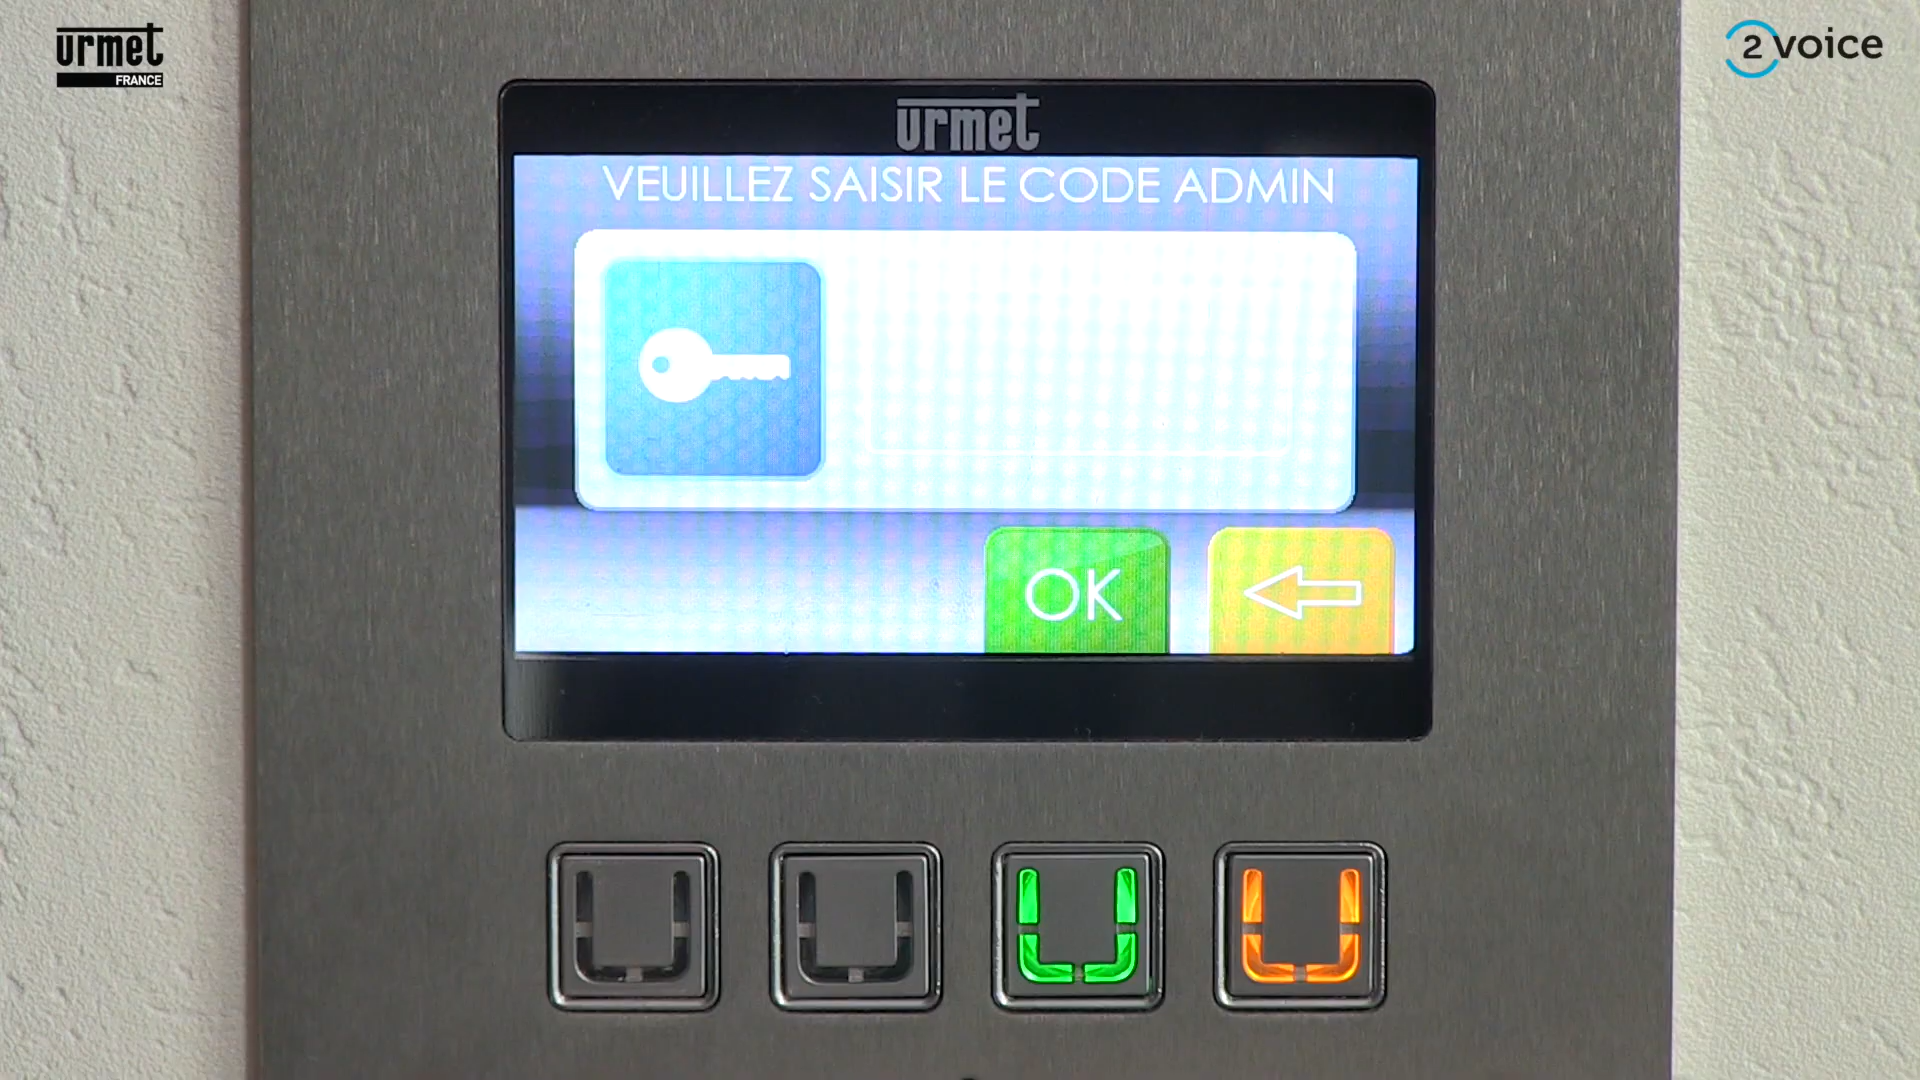 urmet
FRANCE
2voice
urmet
VEUILLEZ SAISIR LE CODE ADMIN
OK